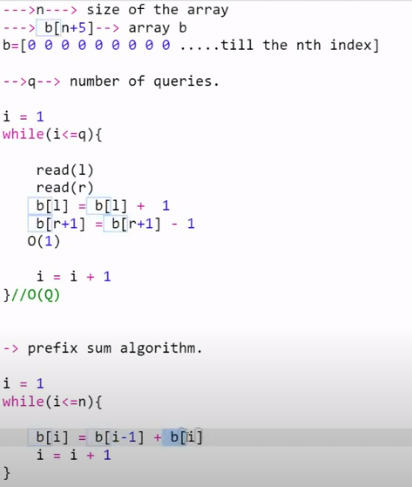 --->n---> size of the array
---> b[n+5]--> array b
b=[0 0 0 0 0 0 0 0 0 .....till the nth index]
-->q--> number of queries.
i = 1
while(i<=q){
read(l)
read(r)
b[l] = b[l] + 1
b[r+1] = b[r+1] - 1
O(1)
i = i + 1
}//O(Q)
-> prefix sum algorithm.
i = 1
while(i<=n){
b[i] = b[i-1] + b[i]
i = i + 1
}